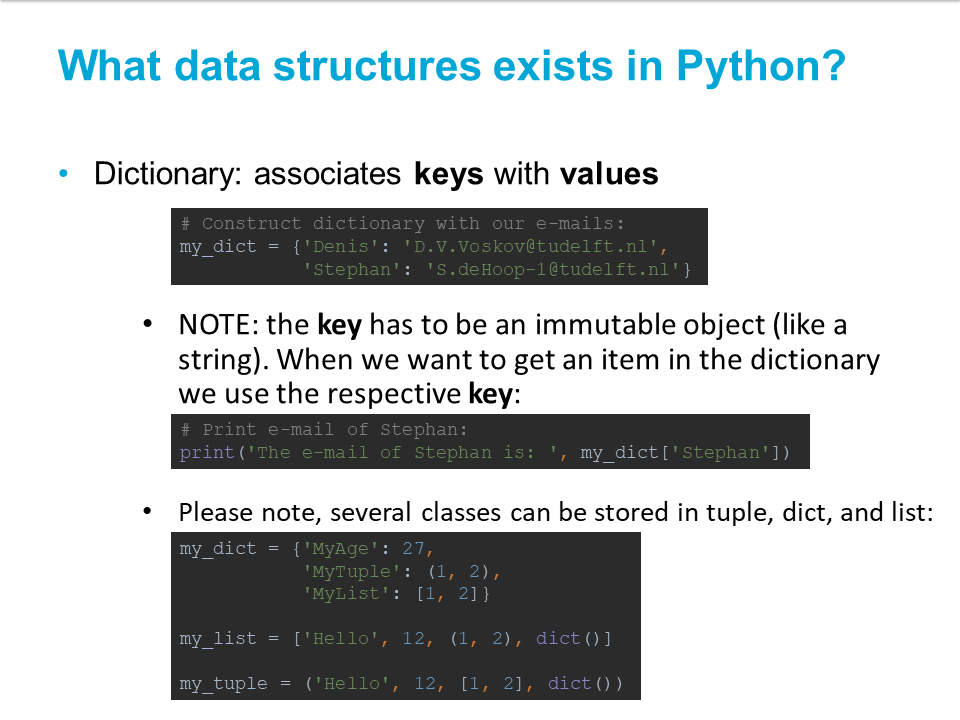 What data structures exists in Python?
• Dictionary: associates keys with values
# Construct dictionary with our e-mails:
my_dict = {'Denis': 'D.V.Voskov@tudelft.nl',
           'Stephan': 'S.deHoop-1@tudelft.nl'}
• NOTE: the key has to be an immutable object (like a
string). When we want to get an item in the dictionary
we use the respective key:
# Print e-mail of Stephan:
print('The e-mail of Stephan is: ', my_dict['Stephan'])
• Please note, several classes can be stored in tuple, dict, and list:
my_dict = {'MyAge': 27,
           'MyTuple': (1, 2),
           'MyList': [1, 2]}
my_list = ['Hello', 12, (1, 2), dict()]
my_tuple = ('Hello', 12, [1, 2], dict())